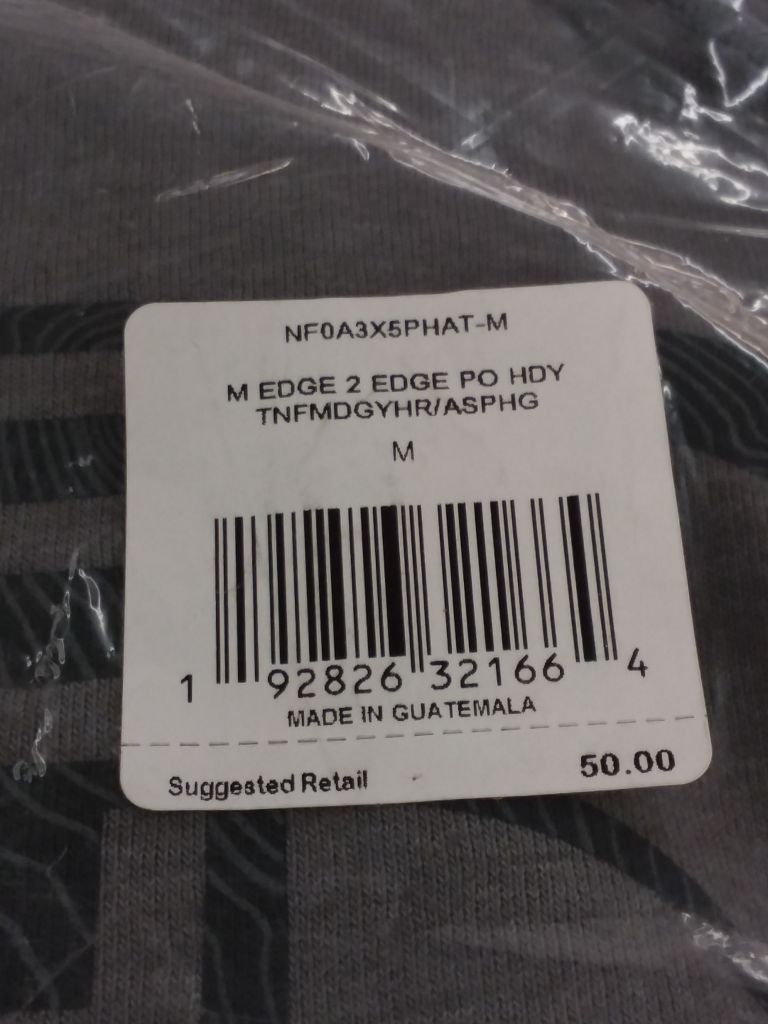 NF0A3X5PHAT-M
M EDGE 2 EDGE PO HDY
TNFMDGYHR/ASPHG
M
1 92826 32166 4
MADE IN GUATEMALA
Suggested Retail 50.00